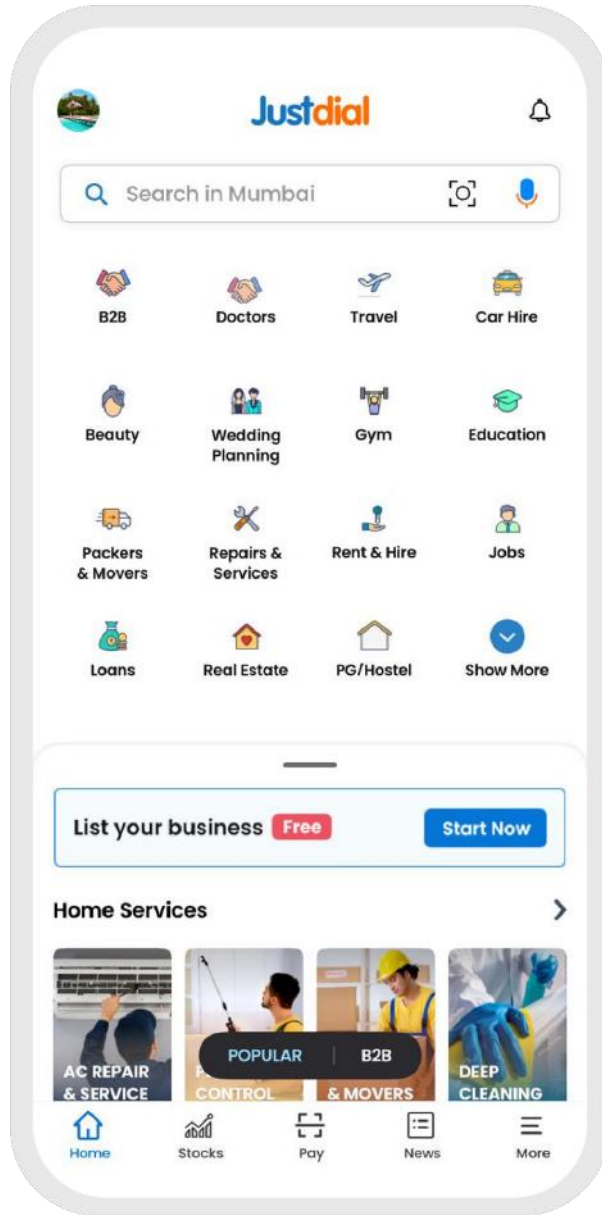 Justdial
Search in Mumbai
B2B
Doctors
Travel
Car Hire
Beauty
Wedding
Planning
Gym
Education
Packers
& Movers
Repairs &
Services
Rent & Hire
Jobs
Loans
Real Estate
PG/Hostel
Show More
List your business Free
Start Now
Home Services
AC REPAIR
& SERVICE
CONTROL
& MOVERS
DEEP
CLEANING
POPULAR
B2B
Home
Stocks
Pay
News
More